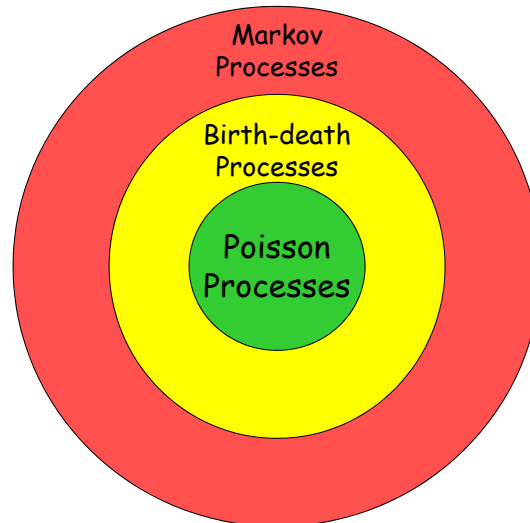 Markov
Processes
Birth-death
Processes
Poisson
Processes